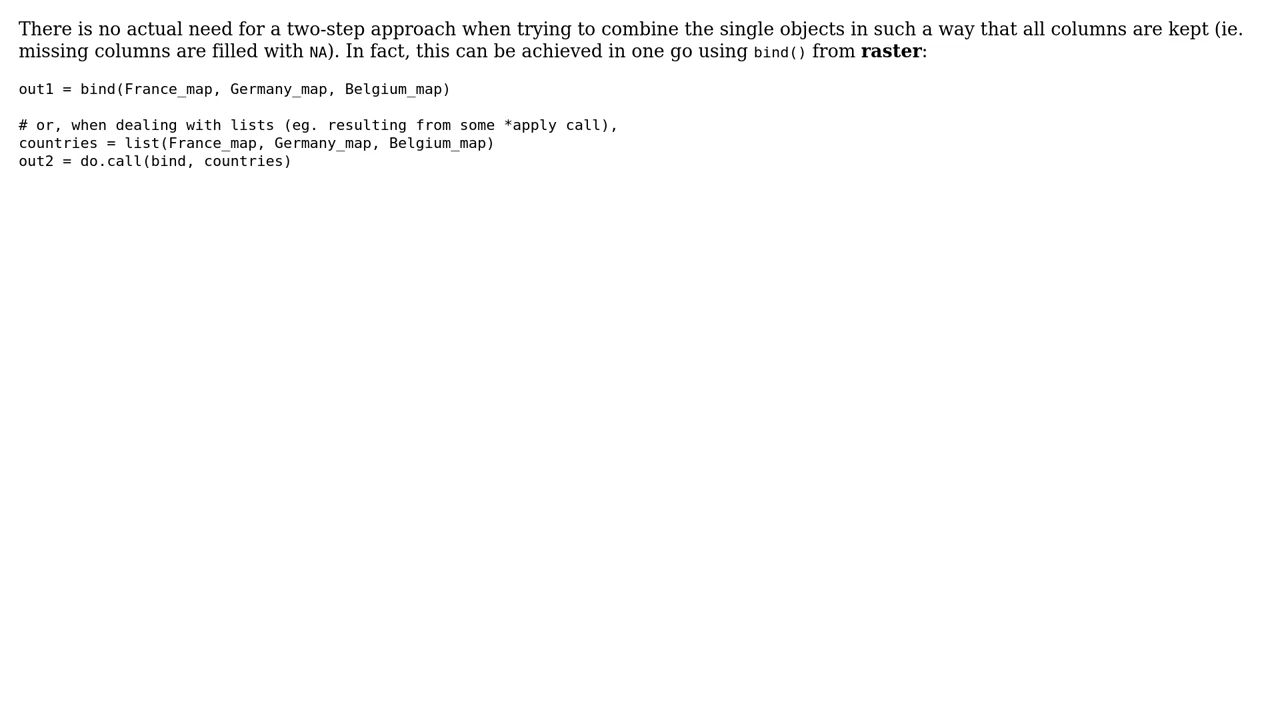 There is no actual need for a two-step approach when trying to combine the single objects in such a way that all columns are kept (ie.
missing columns are filled with NA). In fact, this can be achieved in one go using bind() from raster:
out1 = bind(France_map, Germany_map, Belgium_map)
# or, when dealing with lists (eg. resulting from some *apply call),
countries = list(France_map, Germany_map, Belgium_map)
out2 = do.call(bind, countries)